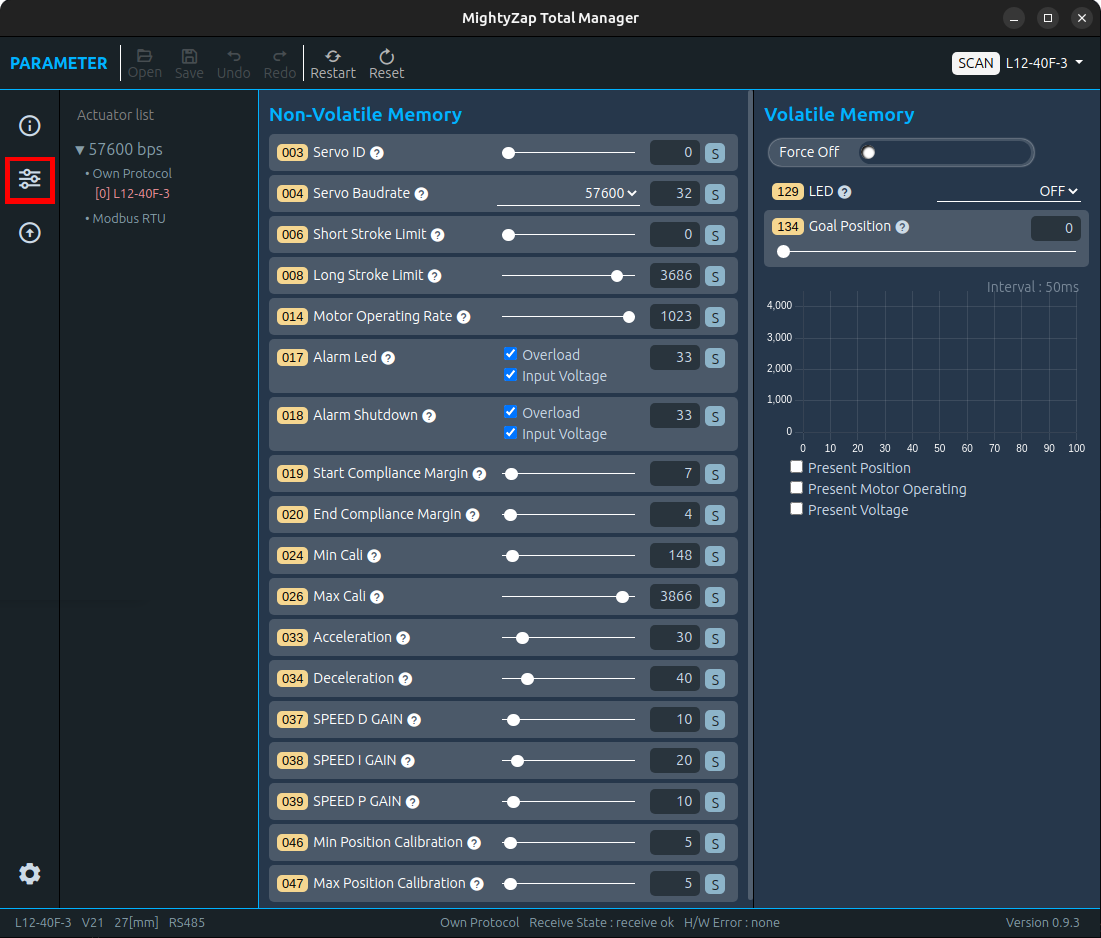 MightyZap Total Manager
PARAMETER Open Save Undo Redo Restart Reset SCAN L12-40F-3
Actuator list
57600 bps
Own Protocol
[0] L12-40F-3
Modbus RTU
Non-Volatile Memory
003 Servo ID ? 0 S
004 Servo Baudrate ? 57600 32 S
006 Short Stroke Limit ? 0 S
008 Long Stroke Limit ? 3686 S
014 Motor Operating Rate ? 1023 S
017 Alarm Led ? Overload 33 S
Input Voltage
018 Alarm Shutdown ? Overload 33 S
Input Voltage
019 Start Compliance Margin ? 7 S
020 End Compliance Margin ? 4 S
024 Min Cali ? 148 S
026 Max Cali ? 3866 S
033 Acceleration ? 30 S
034 Deceleration ? 40 S
037 SPEED D GAIN ? 10 S
038 SPEED I GAIN ? 20 S
039 SPEED P GAIN ? 10 S
046 Min Position Calibration ? 5 S
047 Max Position Calibration ? 5 S
Volatile Memory
Force Off
129 LED ? OFF
134 Goal Position ? 0
Interval : 50ms
4,000
3,000
2,000
1,000
0
0 10 20 30 40 50 60 70 80 90 100
Present Position
Present Motor Operating
Present Voltage
L12-40F-3 V21 27[mm] RS485 Own Protocol Receive State : receive ok H/W Error : none Version 0.9.3